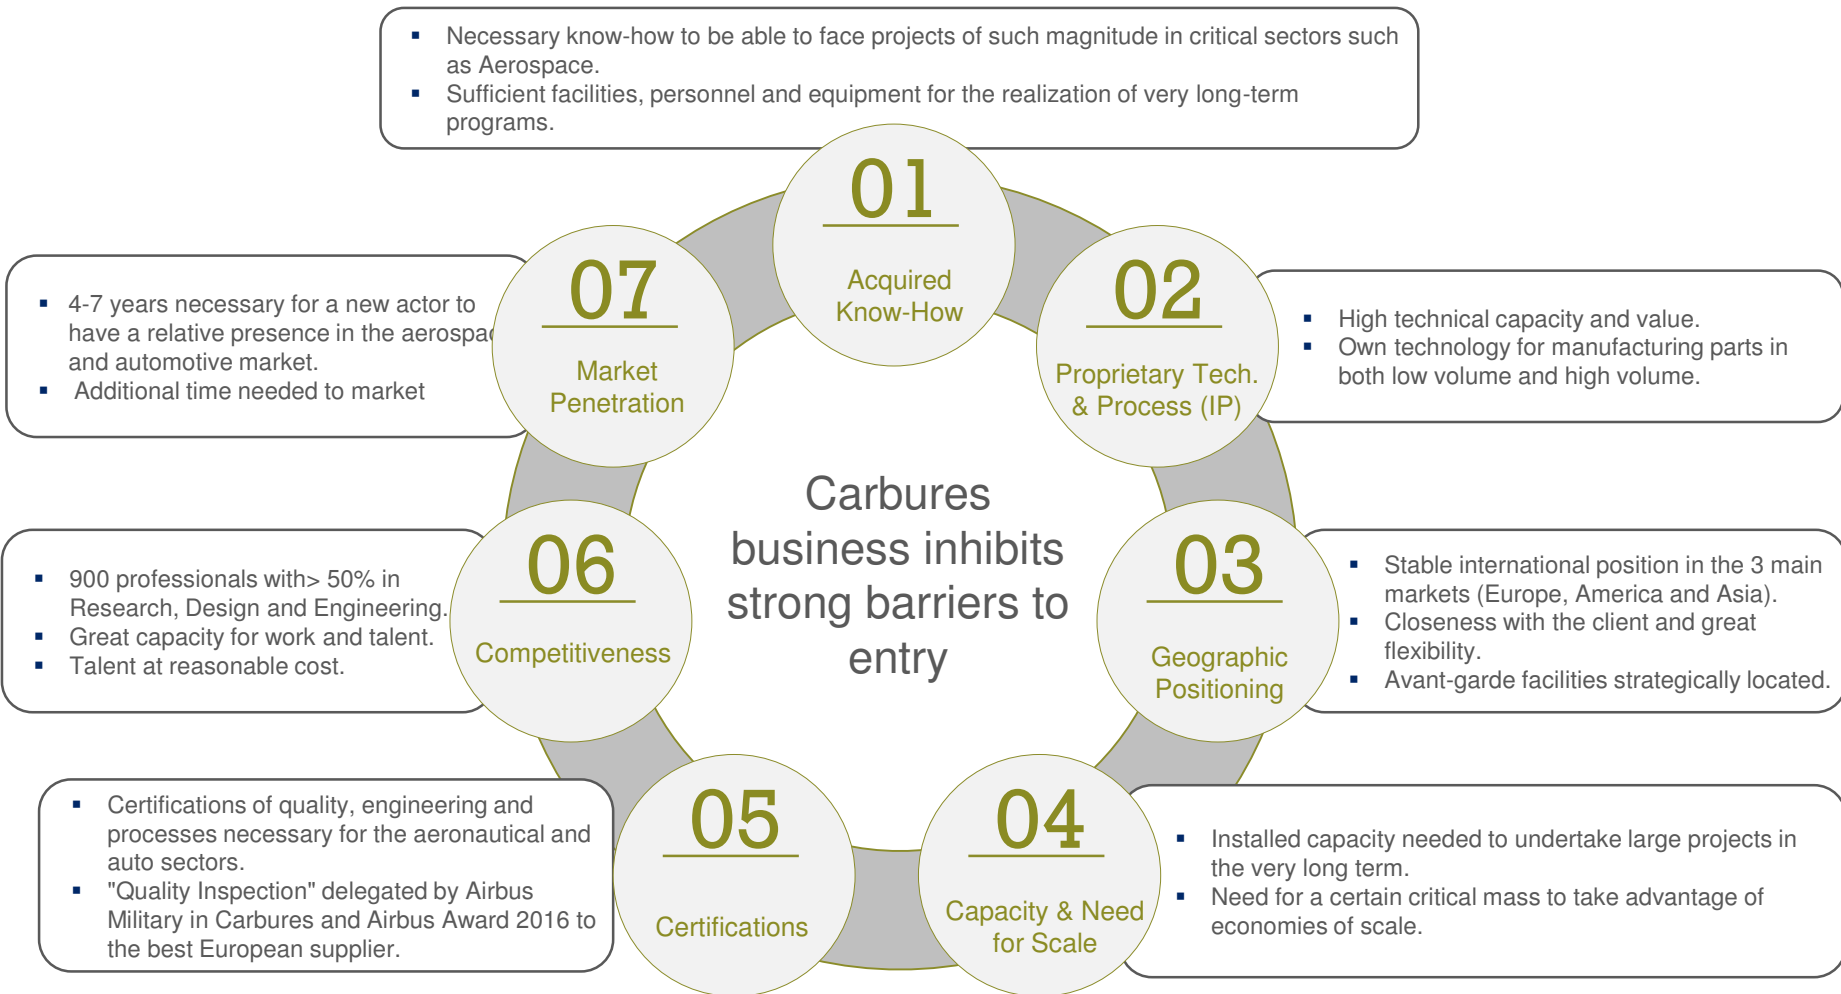 ▪ Necessary know-how to be able to face projects of such magnitude in critical sectors such
as Aerospace.
▪ Sufficient facilities, personnel and equipment for the realization of very long-term
programs.
01
Acquired
Know-How
02
Proprietary Tech.
& Process (IP)
▪ High technical capacity and value.
▪ Own technology for manufacturing parts in
both low volume and high volume.
03
Geographic
Positioning
▪ Stable international position in the 3 main
markets (Europe, America and Asia).
▪ Closeness with the client and great
flexibility.
▪ Avant-garde facilities strategically located.
04
Capacity & Need
for Scale
▪ Installed capacity needed to undertake large projects in
the very long term.
▪ Need for a certain critical mass to take advantage of
economies of scale.
05
Certifications
▪ Certifications of quality, engineering and
processes necessary for the aeronautical and
auto sectors.
▪ "Quality Inspection" delegated by Airbus
Military in Carbures and Airbus Award 2016 to
the best European supplier.
06
Competitiveness
▪ 900 professionals with> 50% in
Research, Design and Engineering.
▪ Great capacity for work and talent.
▪ Talent at reasonable cost.
07
Market
Penetration
▪ 4-7 years necessary for a new actor to
have a relative presence in the
and automotive market.
▪ Additional time needed to market
Carbures
business inhibits
strong barriers to
entry